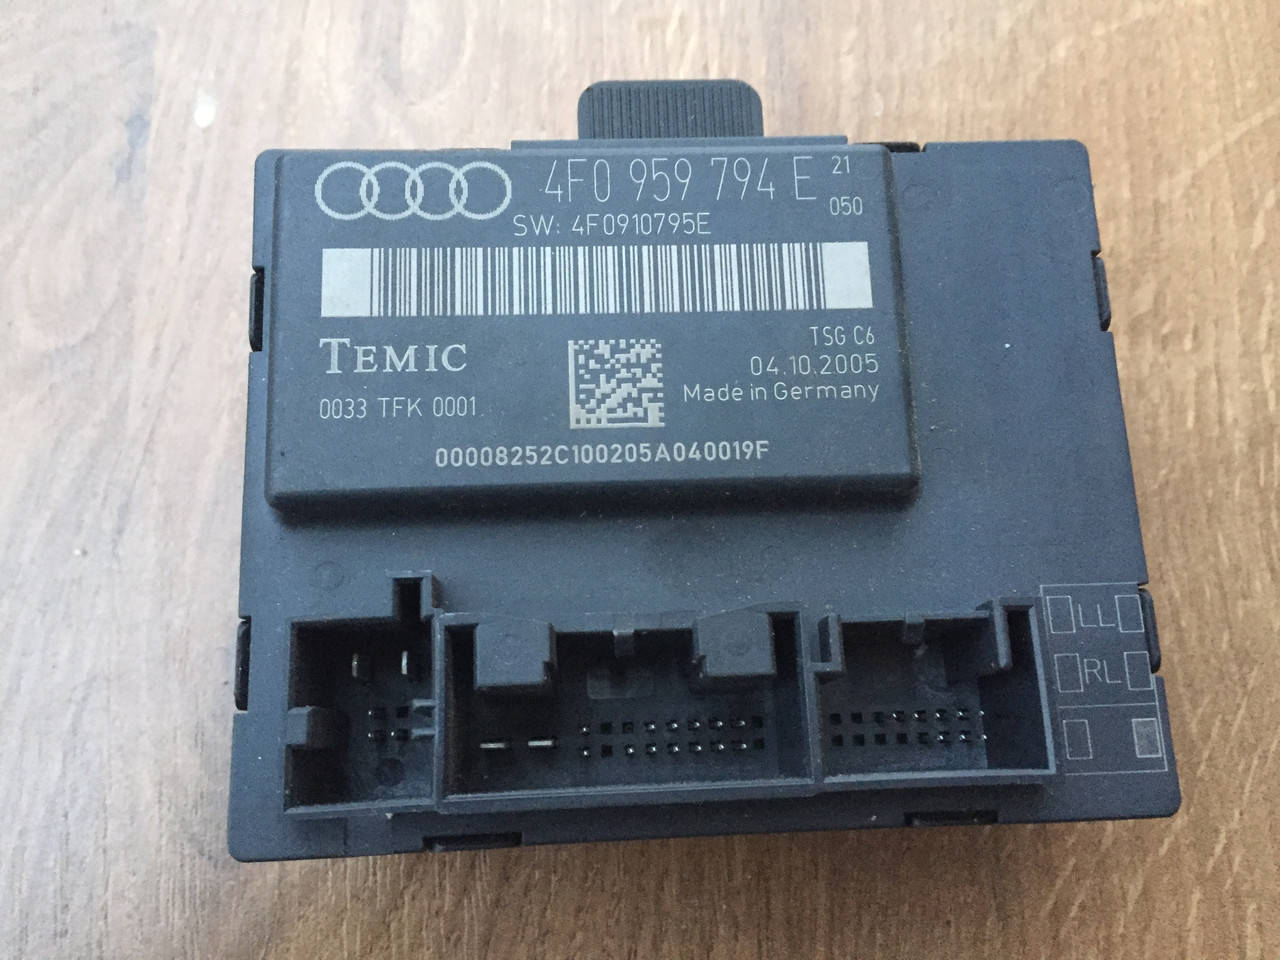 4F0 959 794 E 21
050
SW: 4F0910795E
TEMIC
TSG C6
04.10.2005
Made in Germany
0033 TFK 0001
00008252C100205A040019F
LL
RL